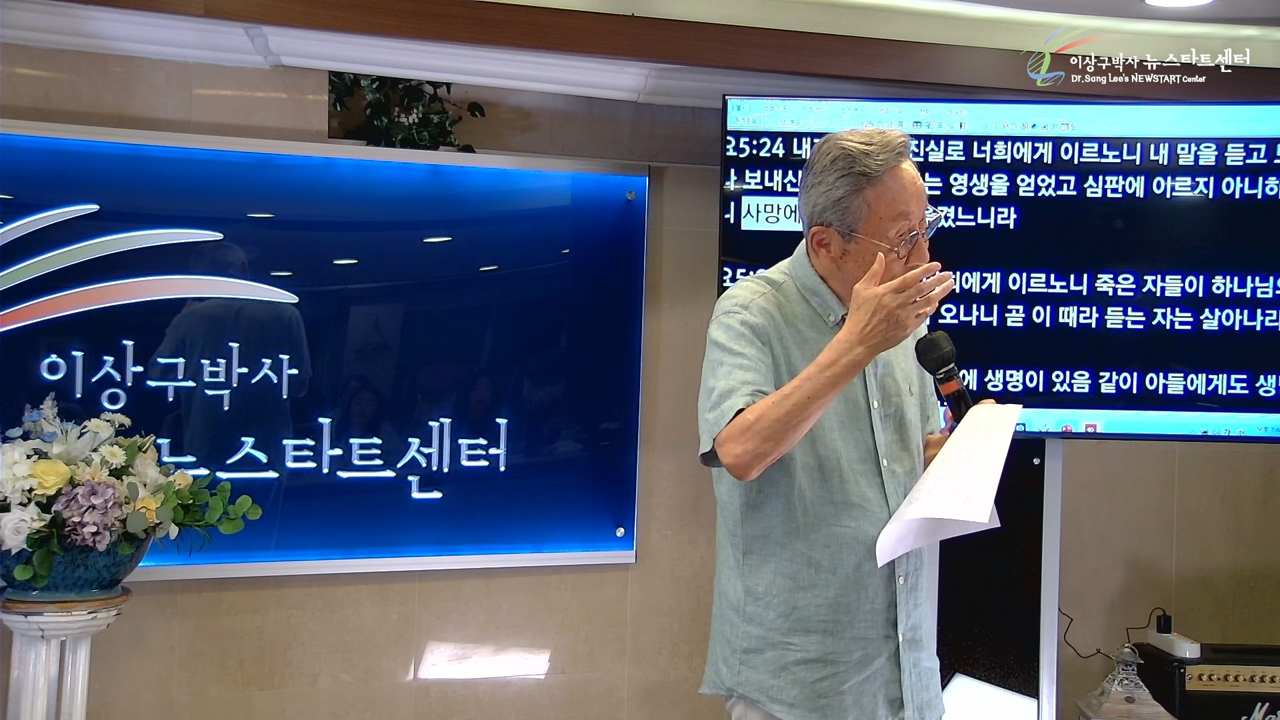 이상구박사 뉴스타트센터
Dr. Sang Lee's NEWSTART Center
요5:24 내 진실로 너희에게 이르노니 내 말을 듣고
보내신 는 영생을 얻었고 심판에 이르지 아니하
니 사망에 겼느니라
희에게 이르노니 죽은 자들이 하나님의
오나니 곧 이 때라 듣는 자는 살아나리
에 생명이 있음 같이 아들에게도 생명
이상구박사
뉴스타트센터